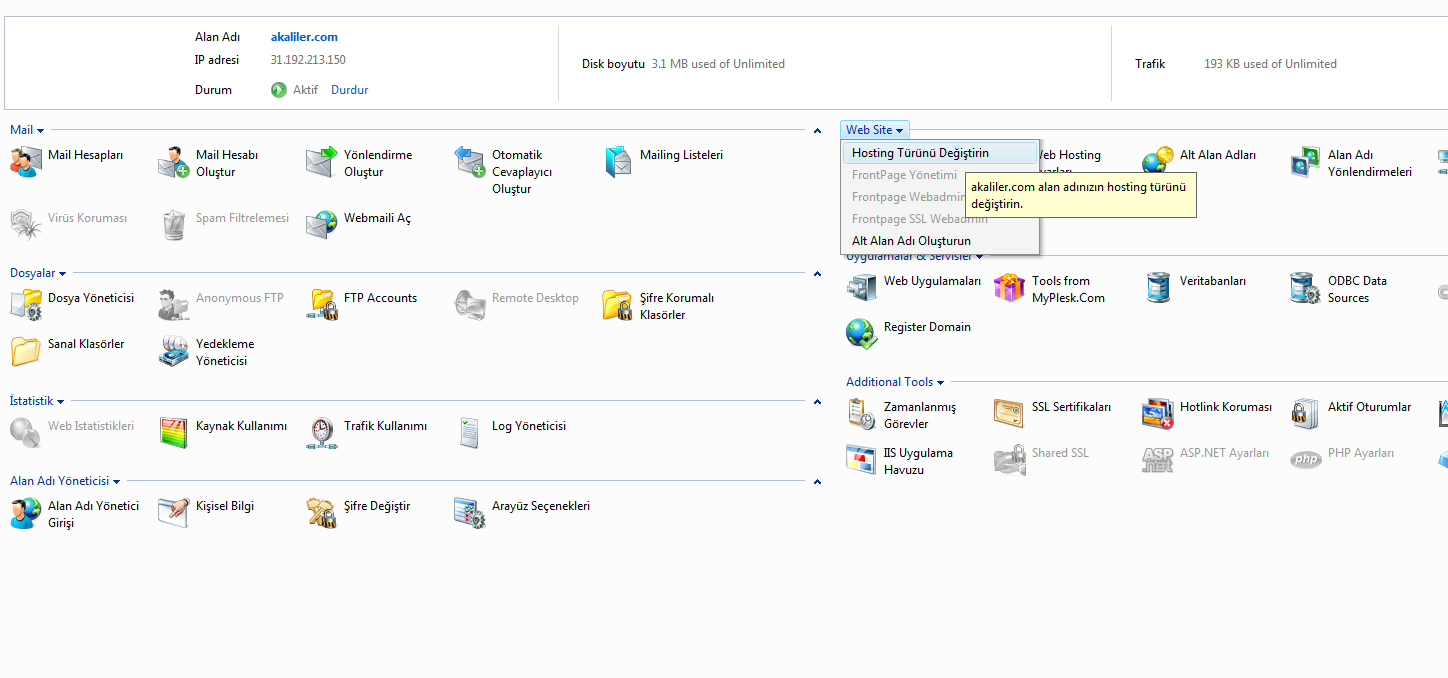 Alan Adı akaliler.com
IP adresi 31.192.213.150
Durum Aktif Durdur
Disk boyutu 3.1 MB used of Unlimited
Trafik 193 KB used of Unlimited
Mail
Mail Hesapları
Mail Hesabı
Oluştur
Yönlendirme
Oluştur
Otomatik
Cevaplayıcı
Oluştur
Mailing Listeleri
Virüs Koruması
Spam Filtrelemesi
Webmaili Aç
Dosyalar
Dosya Yöneticisi
Anonymous FTP
FTP Accounts
Remote Desktop
Şifre Korumalı
Klasörler
Sanal Klasörler
Yedekleme
Yöneticisi
İstatistik
Web Istatistikleri
Kaynak Kullanımı
Trafik Kullanımı
Log Yöneticisi
Alan Adı Yöneticisi
Alan Adı Yönetici
Girişi
Kişisel Bilgi
Şifre Değiştir
Arayüz Seçenekleri
Web Site
Hosting Türünü Değiştirin
FrontPage Yönetimi
Frontpage Webadmin
Frontpage SSL Webadmin
Alt Alan Adı Oluşturun
akaliler.com alan adınızın hosting türünü
değiştirin.
Web Hosting
Alt Alan Adları
Alan Adı
Yönlendirmeleri
Uygulamalar & Servisler
Web Uygulamaları
Tools from
MyPlesk.Com
Veritabanları
ODBC Data
Sources
Register Domain
Additional Tools
Zamanlanmış
Görevler
SSL Sertifikaları
Hotlink Koruması
Aktif Oturumlar
IIS Uygulama
Havuzu
Shared SSL
ASP.NET Ayarları
PHP Ayarları